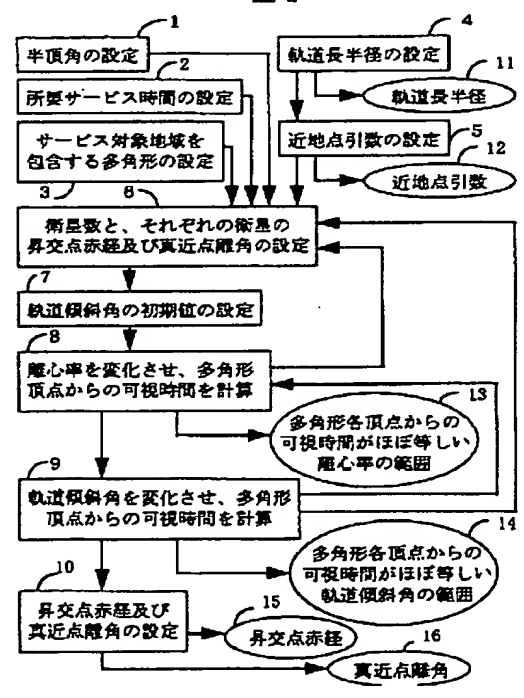 1
半頂角の設定
2
所要サービス時間の設定
サービス対象地域を
包含する多角形の設定
3
6
4
軌道長半径の設定
11
軌道長半径
近地点引数の設定
5
12
近地点引数
衛星数と、それぞれの衛星の
昇交点赤経及び真近点離角の設定
7
軌道傾斜角の初期値の設定
8
離心率を変化させ、多角形
頂点からの可視時間を計算
13
多角形各頂点からの
可視時間がほぼ等しい
離心率の範囲
9
軌道傾斜角を変化させ、多角形
頂点からの可視時間を計算
14
多角形各頂点からの
可視時間がほぼ等しい
軌道傾斜角の範囲
10
昇交点赤経及び
真近点離角の設定
15
昇交点赤経
16
真近点離角